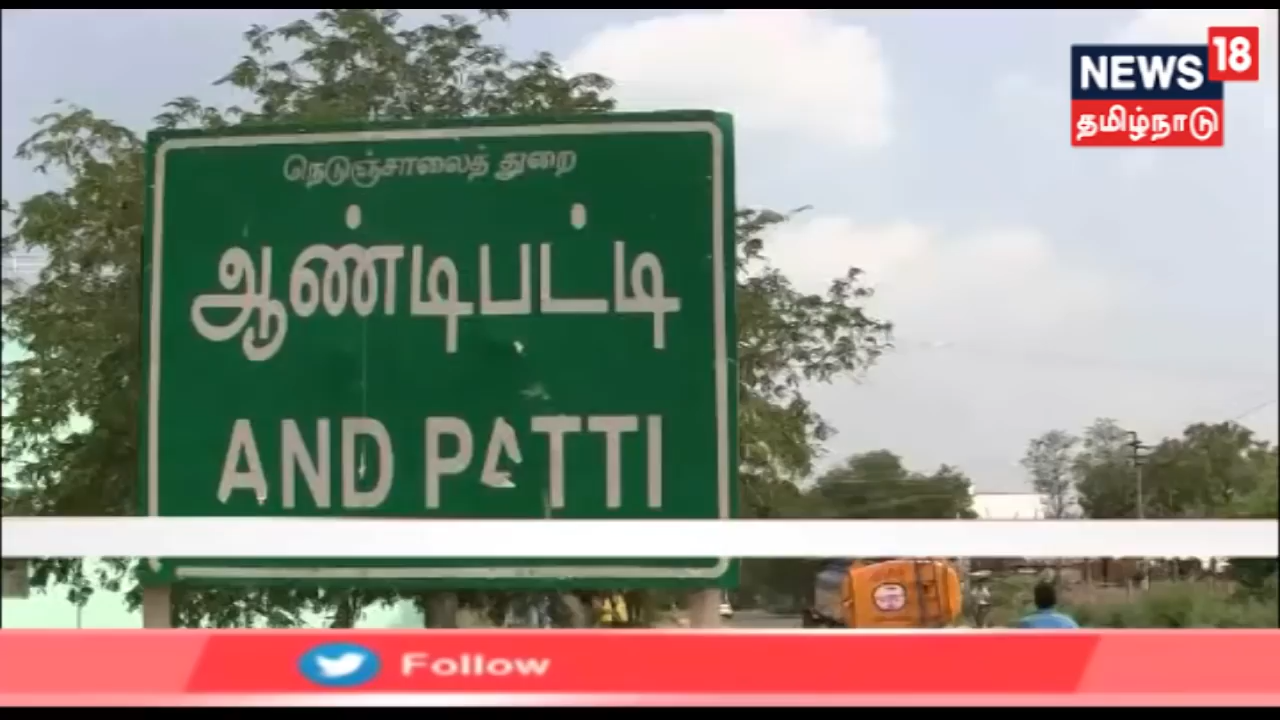 NEWS 18
தமிழ்நாடு
நெடுஞ்சாலைத் துறை
ஆண்டிபட்டி
AND PATTI
Follow